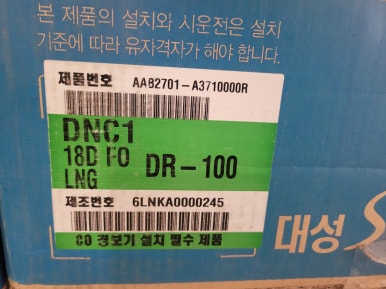 본 제품의 설치와 시운전은 설치
기준에 따라 유자격자가 해야 합니다.
제품번호 AAB2701-A3710000R
DNC1
18D FO DR-100
LNG
제조번호 6LNKA0000245
CO 경보기 설치 필수 제품
대성 S